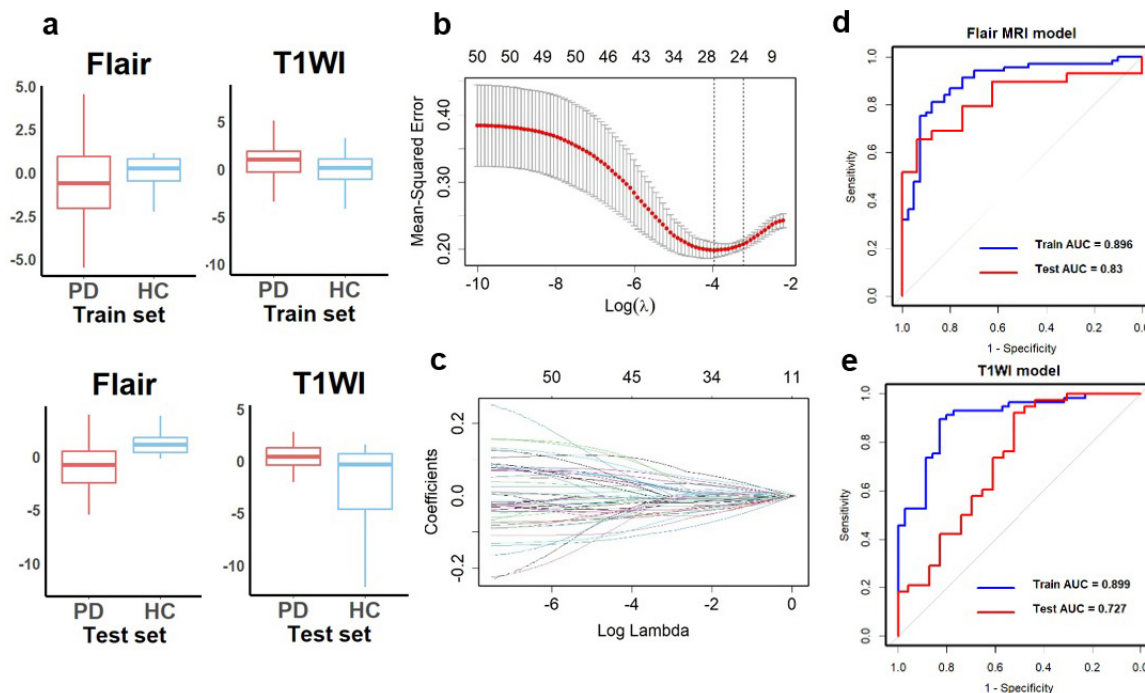 a
Flair
5.0
2.5
0.0
-2.5
-5.0
PD HC
Train set
T1WI
5
0
-5
-10
PD HC
Train set
Flair
0
-5
-10
PD HC
Test set
T1WI
5
0
-5
-10
PD HC
Test set
b
50 50 49 50 46 43 34 28 24 9
Mean-Squared Error
0.40
0.30
0.20
-10 -8 -6 -4 -2
Log(λ)
c
50 45 34 11
Coefficients
0.2
0.0
-0.2
-6 -4 -2 0
Log Lambda
d
Flair MRI model
Sensitivity
1.0
0.8
0.6
0.4
0.2
0.0
Train AUC = 0.896
Test AUC = 0.83
1.0 0.8 0.6 0.4 0.2 0.0
1 - Specificity
e
T1WI model
Sensitivity
1.0
0.8
0.6
0.4
0.2
0.0
Train AUC = 0.899
Test AUC = 0.727
1.0 0.8 0.6 0.4 0.2 0.0
1 - Specificity